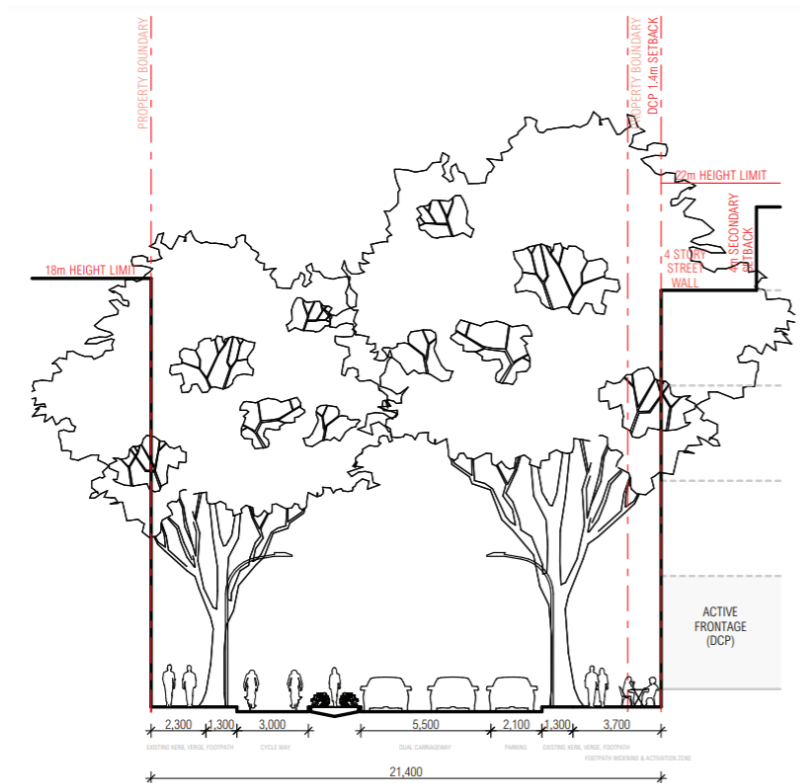 PROPERTY BOUNDARY
PROPERTY BOUNDARY
DCP 1.4m SETBACK
22m HEIGHT LIMIT
18m HEIGHT LIMIT
4 STORY
STREET
WALL
4m SECONDARY
SETBACK
ACTIVE
FRONTAGE
(DCP)
2,300
1,300
3,000
5,500
2,100
1,300
3,700
EXISTING KERB, VERGE, FOOTPATH
CYCLE WAY
DUAL CARRIAGEWAY
PARKING
EXISTING KERB, VERGE, FOOTPATH
FOOTPATH WIDENING & ACTIVATION ZONE
21,400